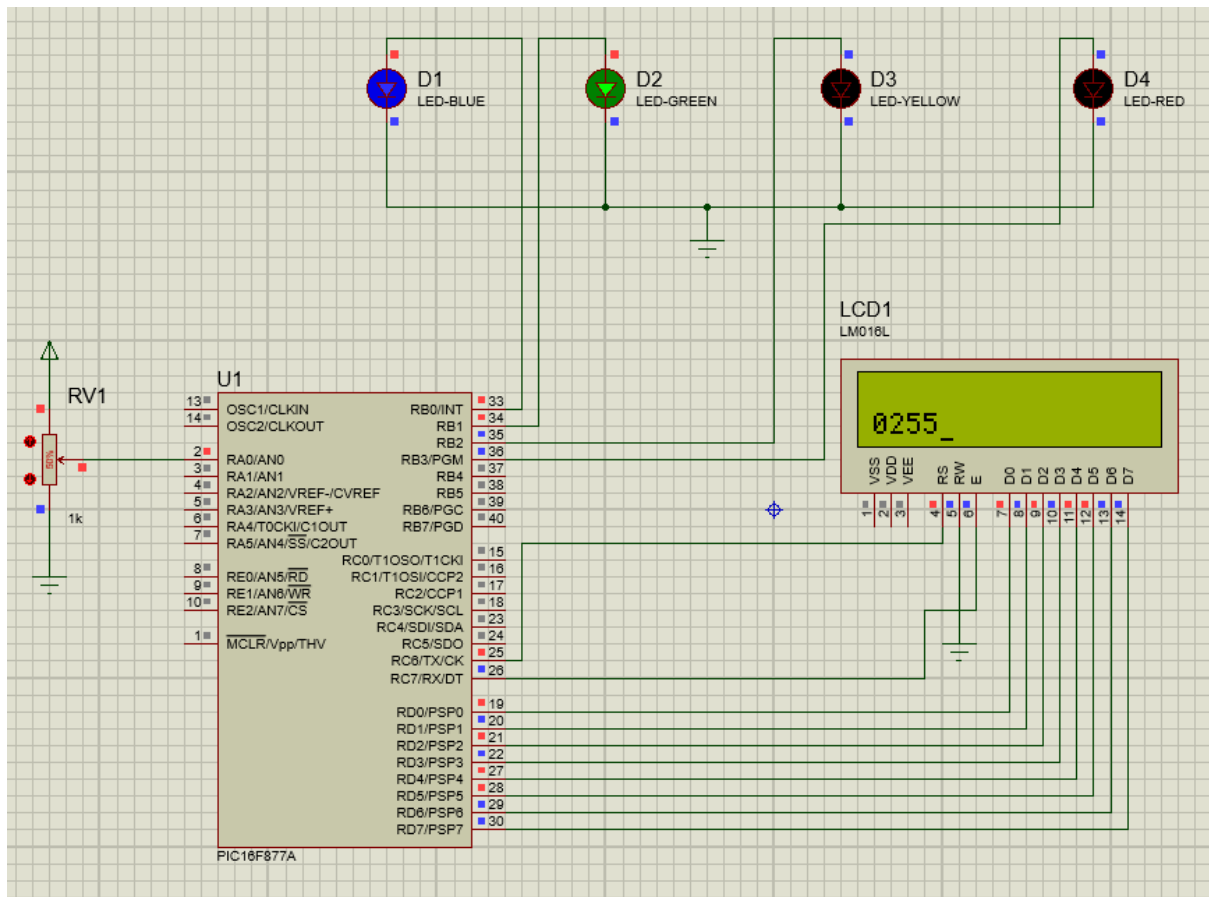 D1
LED-BLUE
D2
LED-GREEN
D3
LED-YELLOW
D4
LED-RED
LCD1
LM016L
0255_
VSS
VDD
VEE
RS
RW
E
D0
D1
D2
D3
D4
D5
D6
D7
1
2
3
4
5
6
7
8
9
10
11
12
13
14
RV1
50%
1k
U1
13 OSC1/CLKIN
14 OSC2/CLKOUT
2 RA0/AN0
3 RA1/AN1
4 RA2/AN2/VREF-/CVREF
5 RA3/AN3/VREF+
6 RA4/T0CKI/C1OUT
7 RA5/AN4/SS/C2OUT
8 RE0/AN5/RD
9 RE1/AN6/WR
10 RE2/AN7/CS
1 MCLR/Vpp/THV
RB0/INT 33
RB1 34
RB2 35
RB3/PGM 36
RB4 37
RB5 38
RB6/PGC 39
RB7/PGD 40
RC0/T1OSO/T1CKI 15
RC1/T1OSI/CCP2 16
RC2/CCP1 17
RC3/SCK/SCL 18
RC4/SDI/SDA 23
RC5/SDO 24
RC6/TX/CK 25
RC7/RX/DT 26
RD0/PSP0 19
RD1/PSP1 20
RD2/PSP2 21
RD3/PSP3 22
RD4/PSP4 27
RD5/PSP5 28
RD6/PSP6 29
RD7/PSP7 30
PIC16F877A